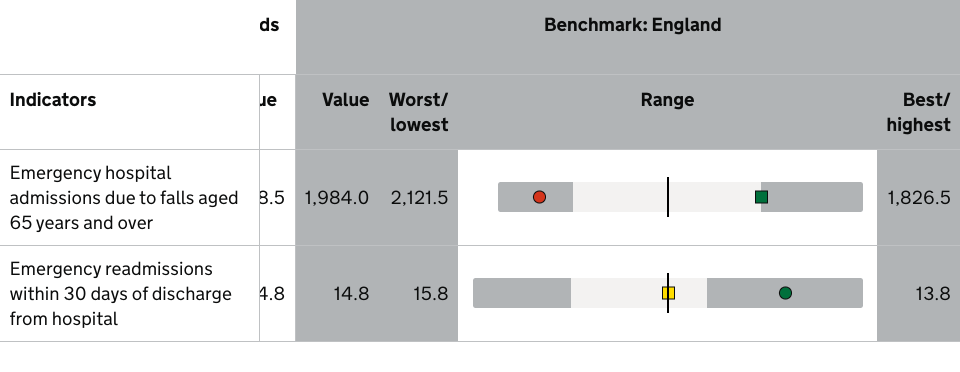 ds
Benchmark: England
Indicators
ue
Value
Worst/
lowest
Range
Best/
highest
Emergency hospital
admissions due to falls aged
65 years and over
8.5
1,984.0
2,121.5
1,826.5
Emergency readmissions
within 30 days of discharge
from hospital
4.8
14.8
15.8
13.8